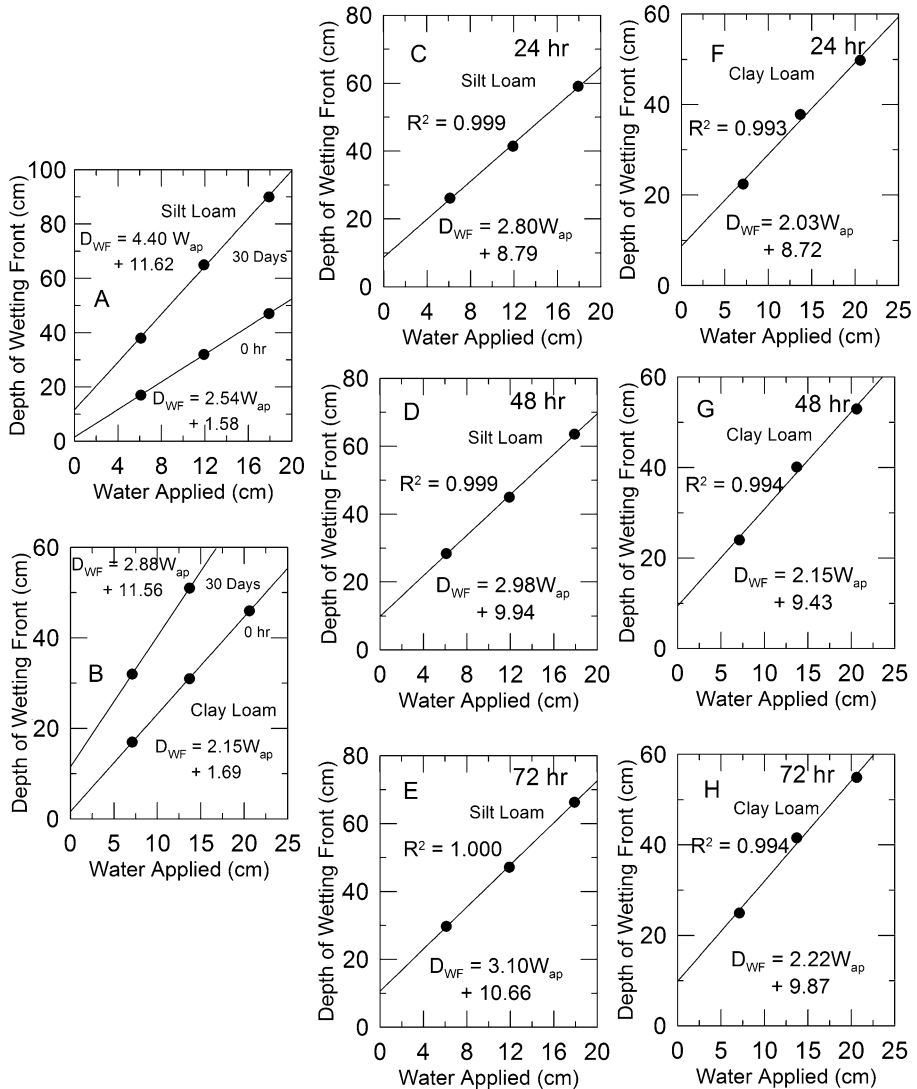 A
Silt Loam
D_WF = 4.40 W_ap
+ 11.62
30 Days
0 hr
D_WF = 2.54W_ap
+ 1.58
Depth of Wetting Front (cm)
100
80
60
40
20
0
0 4 8 12 16 20
Water Applied (cm)
B
D_WF = 2.88W_ap
+ 11.56
30 Days
0 hr
Clay Loam
D_WF = 2.15W_ap
+ 1.69
Depth of Wetting Front (cm)
60
40
20
0
0 5 10 15 20 25
Water Applied (cm)
C
24 hr
Silt Loam
R² = 0.999
D_WF = 2.80W_ap
+ 8.79
Depth of Wetting Front (cm)
80
60
40
20
0
0 4 8 12 16 20
Water Applied (cm)
D
48 hr
Silt Loam
R² = 0.999
D_WF = 2.98W_ap
+ 9.94
Depth of Wetting Front (cm)
80
60
40
20
0
0 4 8 12 16 20
Water Applied (cm)
E
72 hr
Silt Loam
R² = 1.000
D_WF = 3.10W_ap
+ 10.66
Depth of Wetting Front (cm)
80
60
40
20
0
0 4 8 12 16 20
Water Applied (cm)
F
24 hr
Clay Loam
R² = 0.993
D_WF = 2.03W_ap
+ 8.72
Depth of Wetting Front (cm)
60
40
20
0
0 5 10 15 20 25
Water Applied (cm)
G
48 hr
Clay Loam
R² = 0.994
D_WF = 2.15W_ap
+ 9.43
Depth of Wetting Front (cm)
60
40
20
0
0 5 10 15 20 25
Water Applied (cm)
H
72 hr
Clay Loam
R² = 0.994
D_WF = 2.22W_ap
+ 9.87
Depth of Wetting Front (cm)
60
40
20
0
0 5 10 15 20 25
Water Applied (cm)